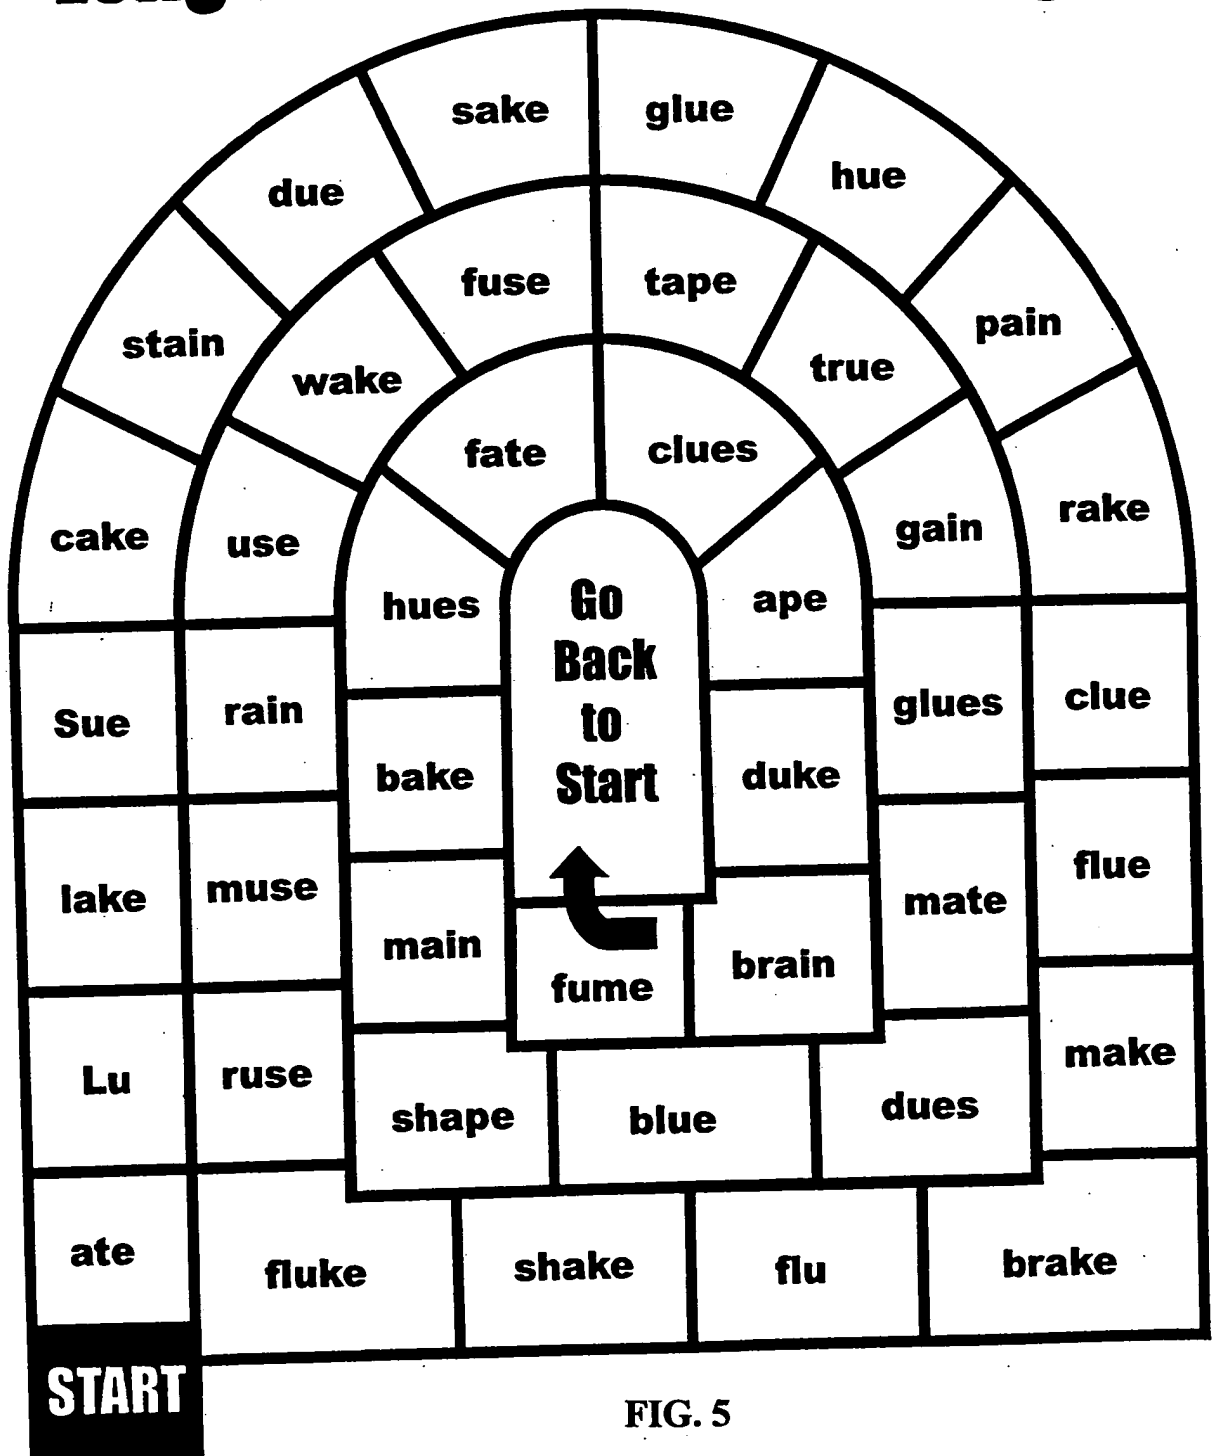 sake
glue
due
hue
fuse
tape
stain
pain
wake
true
fate
clues
cake
use
gain
rake
hues
Go
Back
to
Start
ape
Sue
rain
glues
clue
bake
duke
lake
muse
mate
flue
main
brain
fume
Lu
ruse
make
shape
blue
dues
ate
fluke
shake
flu
brake
START
FIG. 5